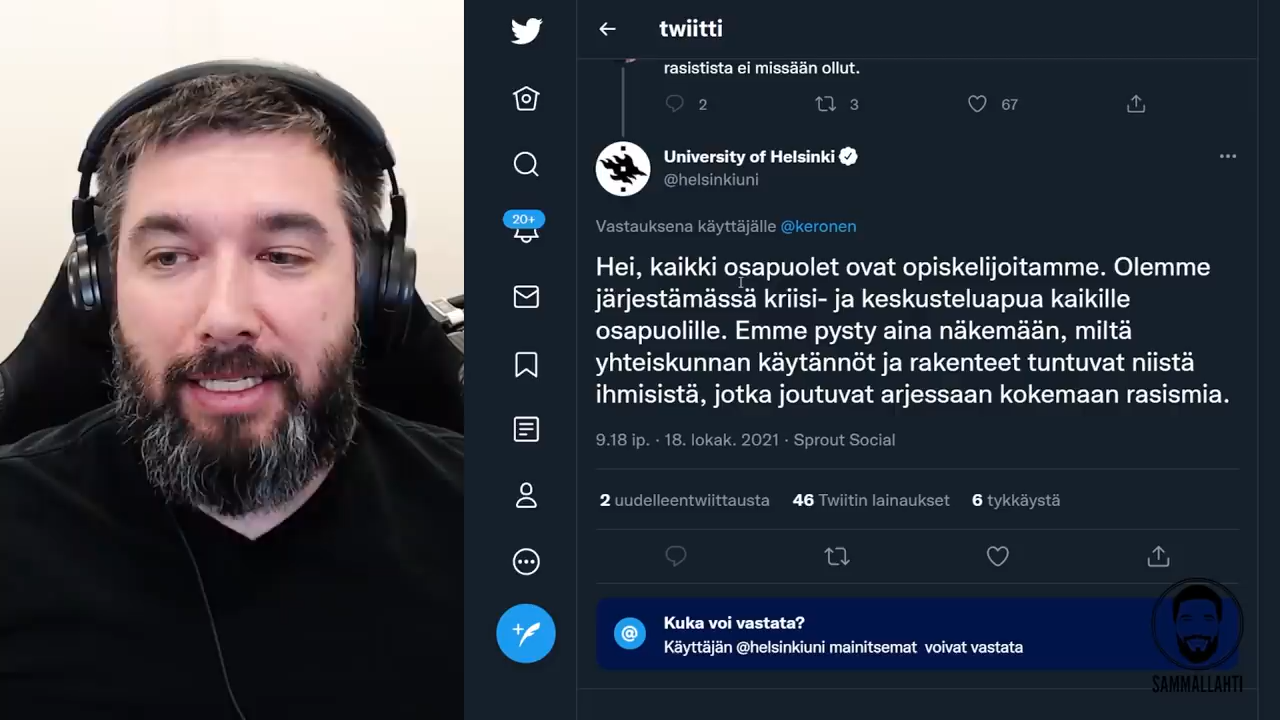 twiitti
rasistista ei missään ollut.
2 3 67
University of Helsinki
@helsinkiuni
Vastauksena käyttäjälle @keronen
20+
Hei, kaikki osapuolet ovat opiskelijoitamme. Olemme
järjestämässä kriisi- ja keskusteluapua kaikille
osapuolille. Emme pysty aina näkemään, miltä
yhteiskunnan käytännöt ja rakenteet tuntuvat niistä
ihmisistä, jotka joutuvat arjessaan kokemaan rasismia.
9.18 ip. · 18. lokak. 2021 · Sprout Social
2 uudelleentwiittausta 46 Twiitin lainaukset 6 tykkäystä
Kuka voi vastata?
Käyttäjän @helsinkiuni mainitsemat voivat vastata
SAMMALLAHTI